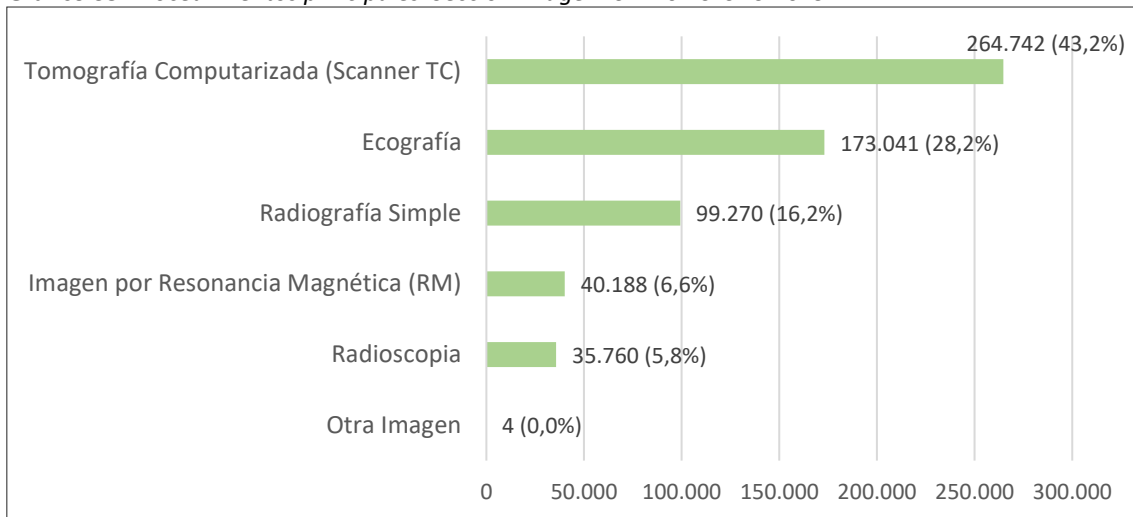 264.742 (43,2%)
Tomografía Computarizada (Scanner TC)
Ecografía 173.041 (28,2%)
Radiografía Simple 99.270 (16,2%)
Imagen por Resonancia Magnética (RM) 40.188 (6,6%)
Radioscopia 35.760 (5,8%)
Otra Imagen 4 (0,0%)
0 50.000 100.000 150.000 200.000 250.000 300.000